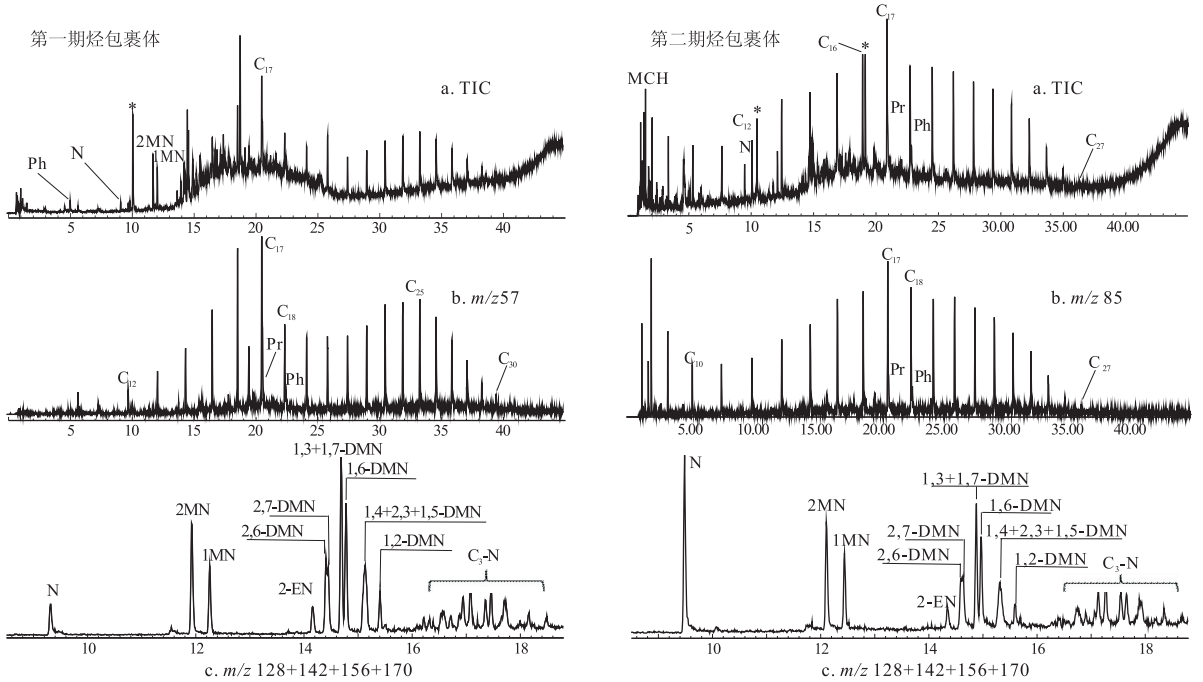 第一期烃包裹体
a. TIC
Ph
N
*
2MN
1MN
C17
5 10 15 20 25 30 35 40
b. m/z57
C12
C17
Pr
C18
Ph
C25
C30
5 10 15 20 25 30 35 40
N
2MN
1MN
2-EN
2,6-DMN
2,7-DMN
1,3+1,7-DMN
1,6-DMN
1,4+2,3+1,5-DMN
1,2-DMN
C3-N
10 12 14 16 18
c. m/z 128+142+156+170
第二期烃包裹体
a. TIC
MCH
C12
N
*
C16
*
C17
Pr
Ph
C27
5 10 15 20 25 30.00 35.00 40.00
b. m/z 85
C10
C17
Pr
C18
Ph
C27
5.00 10.00 15.00 20.00 25.00 30.00 35.00 40.00
N
2MN
1MN
2-EN
2,6-DMN
2,7-DMN
1,3+1,7-DMN
1,6-DMN
1,4+2,3+1,5-DMN
1,2-DMN
C3-N
10 12 14 16 18
c. m/z 128+142+156+170